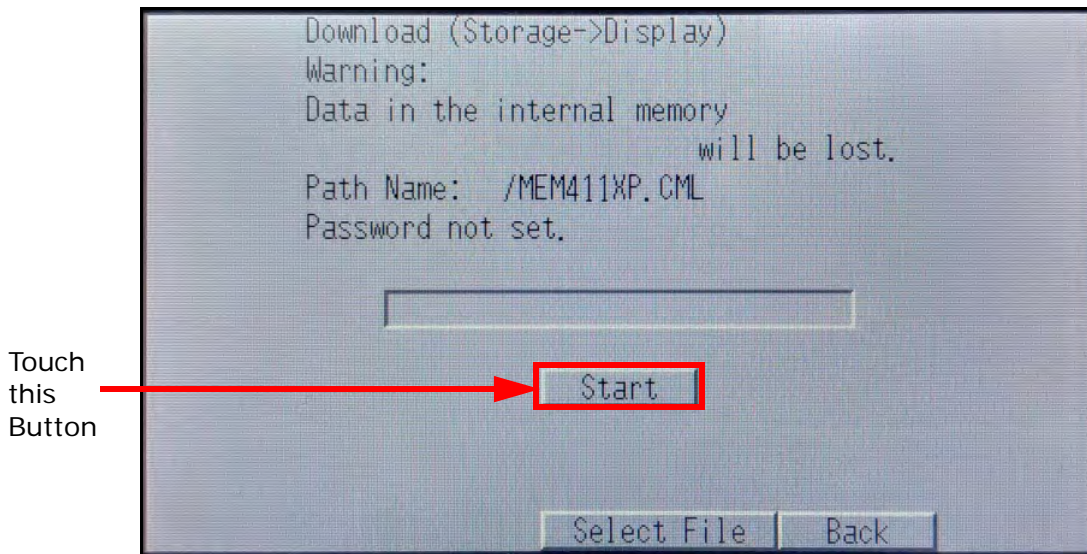 Download (Storage->Display)
Warning:
Data in the internal memory
will be lost.
Path Name: /MEM411XP.CML
Password not set.
Touch
this
Button
Start
Select File
Back